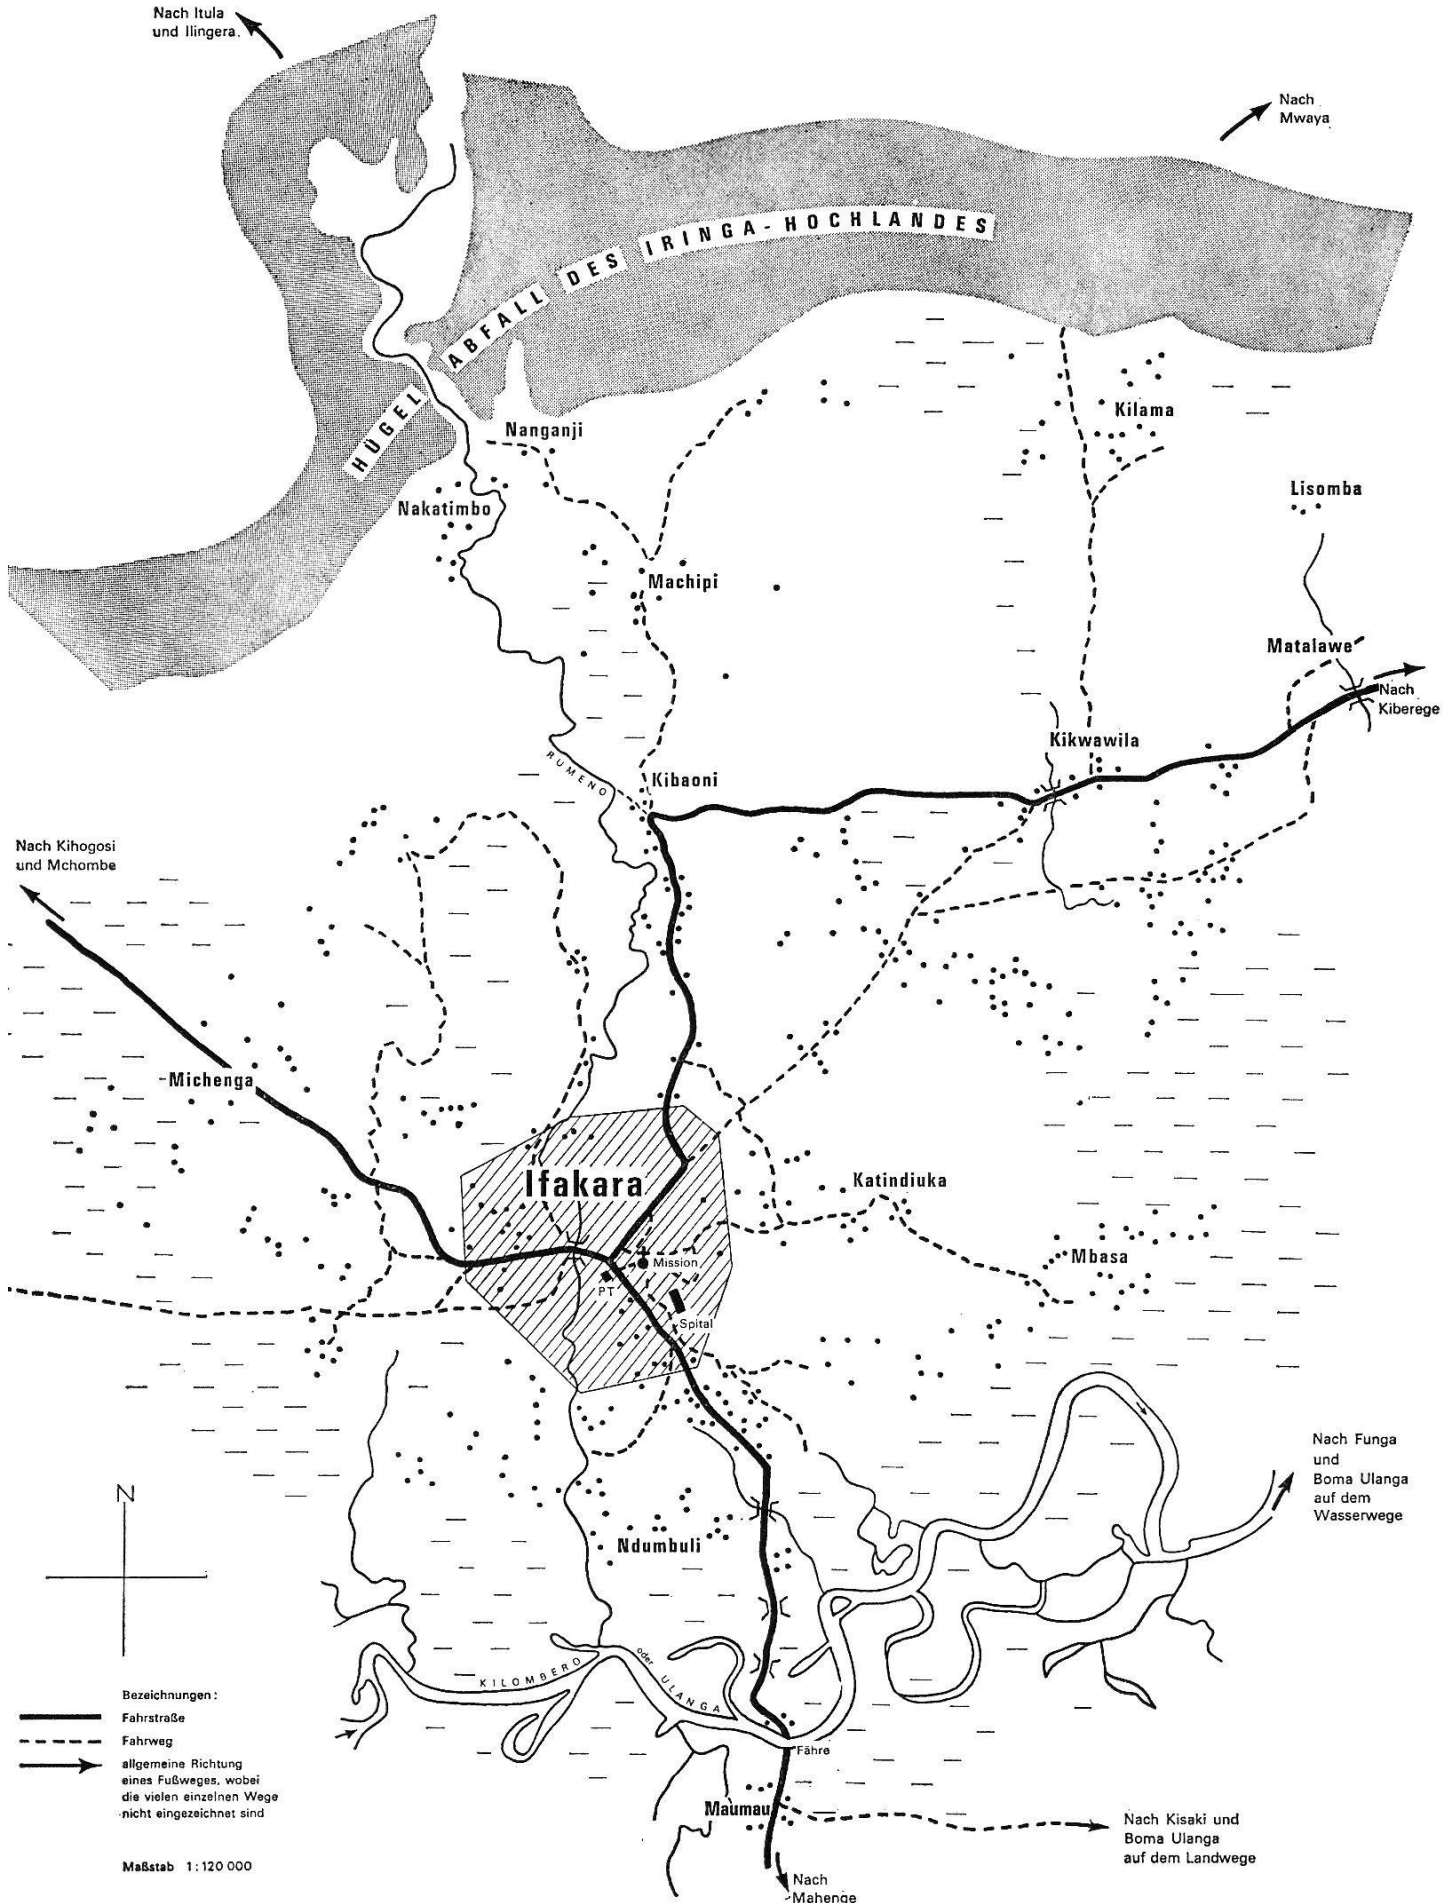 Nach Itula
und Ilingera.
Nach
Mwaya
HÜGEL ABFALL DES IRINGA-HOCHLANDES
Nanganji
Kilama
Nakatimbo
Lisomba
Machipi
Matalawe
Nach
Kiberege
Kikwawila
RUMENO
Kibaoni
Nach Kihogosi
und Mchombe
Michenga
Ifakara
Katindiuka
Mbasa
Mission
PT
Spital
Nach Funga
und
Boma Ulanga
auf dem
Wasserwege
N
Ndumbuli
KILOMBERO oder ULANGA
Fähre
Bezeichnungen:
Fahrstraße
Fahrweg
allgemeine Richtung
eines Fußweges, wobei
die vielen einzelnen Wege
nicht eingezeichnet sind
Maßstab 1:120 000
Maumau
Nach Kisaki und
Boma Ulanga
auf dem Landwege
Nach
Mahenge